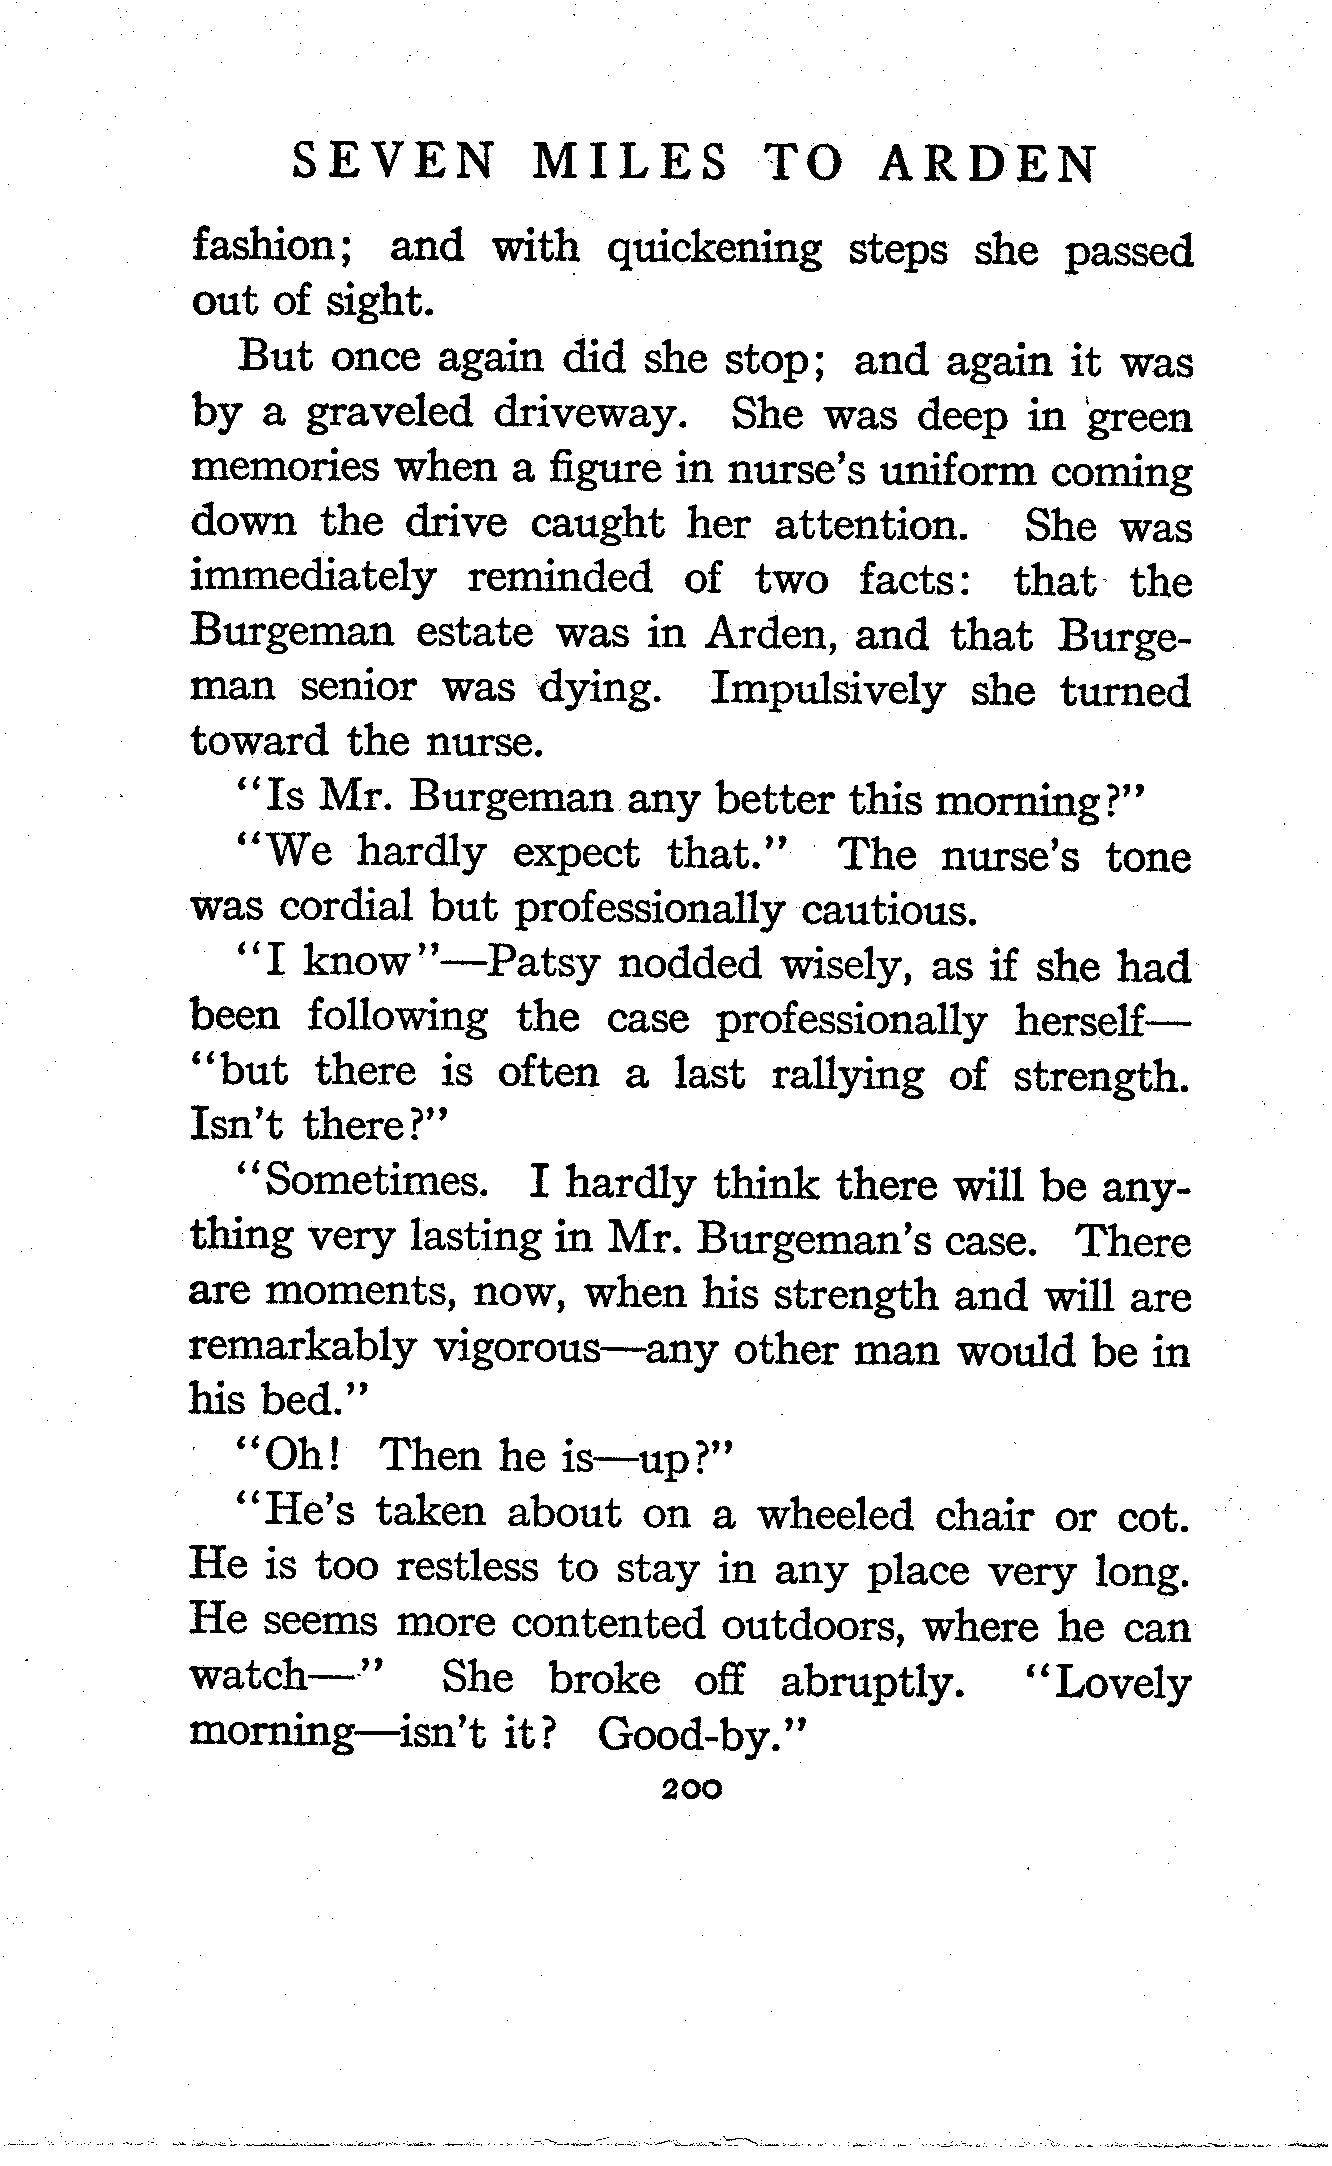 SEVEN MILES TO ARDEN
fashion; and with quickening steps she passed
out of sight.
But once again did she stop; and again it was
by a graveled driveway. She was deep in green
memories when a figure in nurse's uniform coming
down the drive caught her attention. She was
immediately reminded of two facts: that the
Burgeman estate was in Arden, and that Burge-
man senior was dying. Impulsively she turned
toward the nurse.
"Is Mr. Burgeman any better this morning?"
"We hardly expect that." The nurse's tone
was cordial but professionally cautious.
"I know"—Patsy nodded wisely, as if she had
been following the case professionally herself—
"but there is often a last rallying of strength.
Isn't there?"
"Sometimes. I hardly think there will be any-
thing very lasting in Mr. Burgeman's case. There
are moments, now, when his strength and will are
remarkably vigorous—any other man would be in
his bed."
"Oh! Then he is—up?"
"He's taken about on a wheeled chair or cot.
He is too restless to stay in any place very long.
He seems more contented outdoors, where he can
watch—" She broke off abruptly. "Lovely
morning—isn't it? Good-by."
200